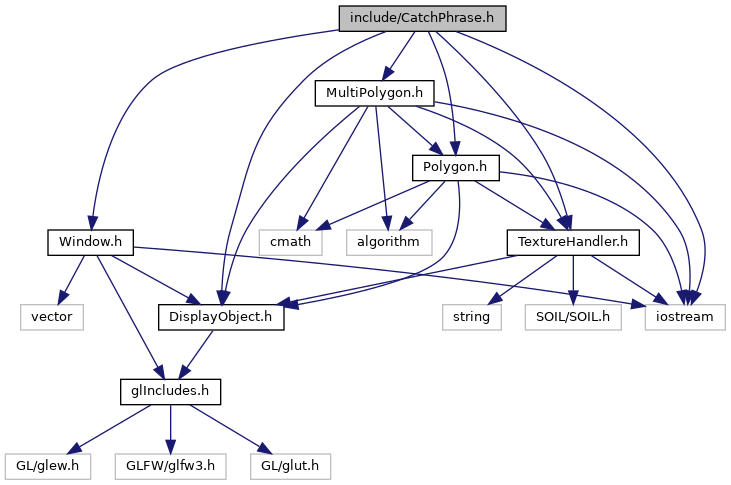 include/CatchPhrase.h
MultiPolygon.h
Polygon.h
Window.h
cmath
algorithm
TextureHandler.h
vector
DisplayObject.h
string
SOIL/SOIL.h
iostream
glIncludes.h
GL/glew.h
GLFW/glfw3.h
GL/glut.h